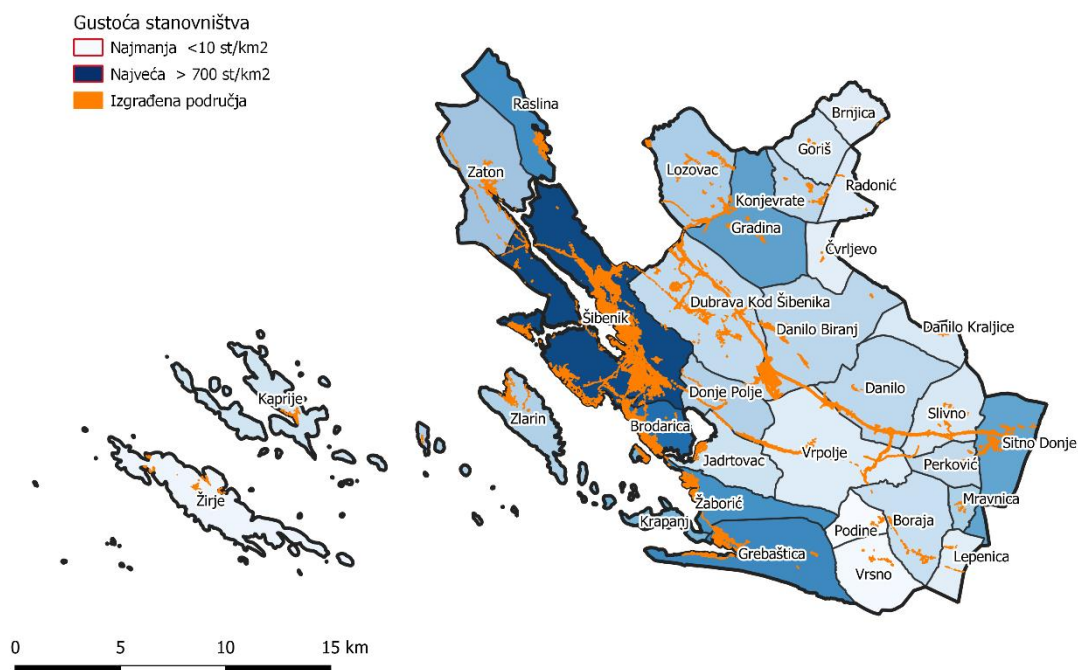 Gustoća stanovništva
Najmanja <10 st/km2
Najveća > 700 st/km2
Izgrađena područja
Raslina
Brnjica
Goriš
Zaton
Lozovac
Radonić
Konjevrate
Gradina
Čvrljevo
Dubrava Kod Šibenika
Šibenik
Danilo Biranj
Danilo Kraljice
Kaprije
Donje Polje
Danilo
Zlarin
Slivno
Brodarica
Sitno Donje
Vrpolje
Jadrtovac
Perković
Žirje
Žaborić
Mravnica
Krapanj
Podine
Boraja
Grebaštica
Lepenica
Vrsno
0 5 10 15 km